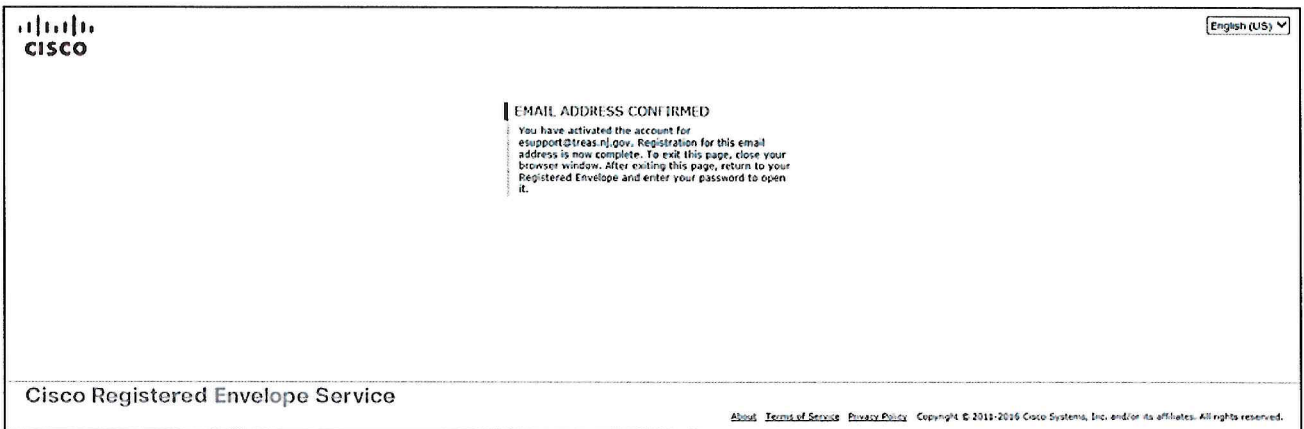 CISCO
English (US)
EMAIL ADDRESS CONFIRMED
You have activated the account for
esupport@treas.nj.gov. Registration for this email
address is now complete. To exit this page, close your
browser window. After exiting this page, return to your
Registered Envelope and enter your password to open
it.
Cisco Registered Envelope Service
About Terms of Service Privacy Policy Copyright © 2011-2016 Cisco Systems, Inc. and/or its affiliates. All rights reserved.